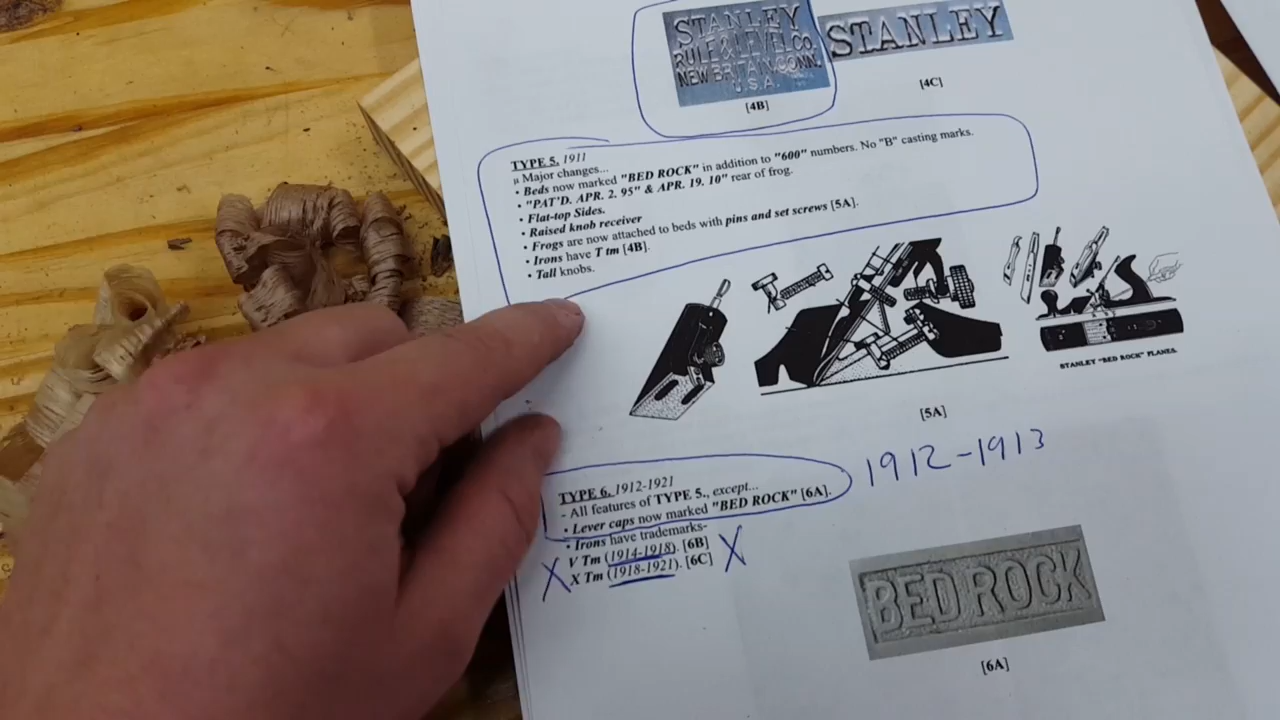 STANLEY
RULE & LEVEL CO.
NEW BRITAIN, CONN.
U.S.A.
[4B]
STANLEY
[4C]
TYPE 5. 1911
µ Major changes...
• Beds now marked "BED ROCK" in addition to "600" numbers. No "B" casting marks.
• "PAT'D. APR. 2. 95" & APR. 19. 10" rear of frog.
• Flat-top Sides.
• Raised knob receiver
• Frogs are now attached to beds with pins and set screws [5A].
• Irons have T tm [4B].
• Tall knobs.
STANLEY "BED ROCK" PLANES.
[5A]
1912-1913
TYPE 6. 1912-1921
- All features of TYPE 5., except...
• Lever caps now marked "BED ROCK" [6A].
• Irons have trademarks-
V Tm (1914-1918). [6B] X
X X Tm (1918-1921). [6C]
BED ROCK
[6A]